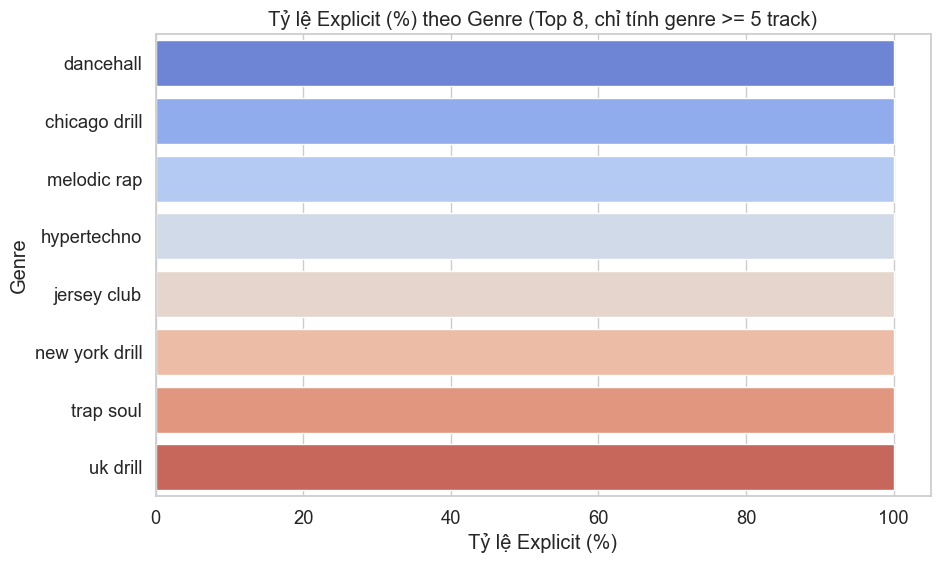 Tỷ lệ Explicit (%) theo Genre (Top 8, chỉ tính genre >= 5 track)
Genre
dancehall
chicago drill
melodic rap
hypertechno
jersey club
new york drill
trap soul
uk drill
0 20 40 60 80 100
Tỷ lệ Explicit (%)